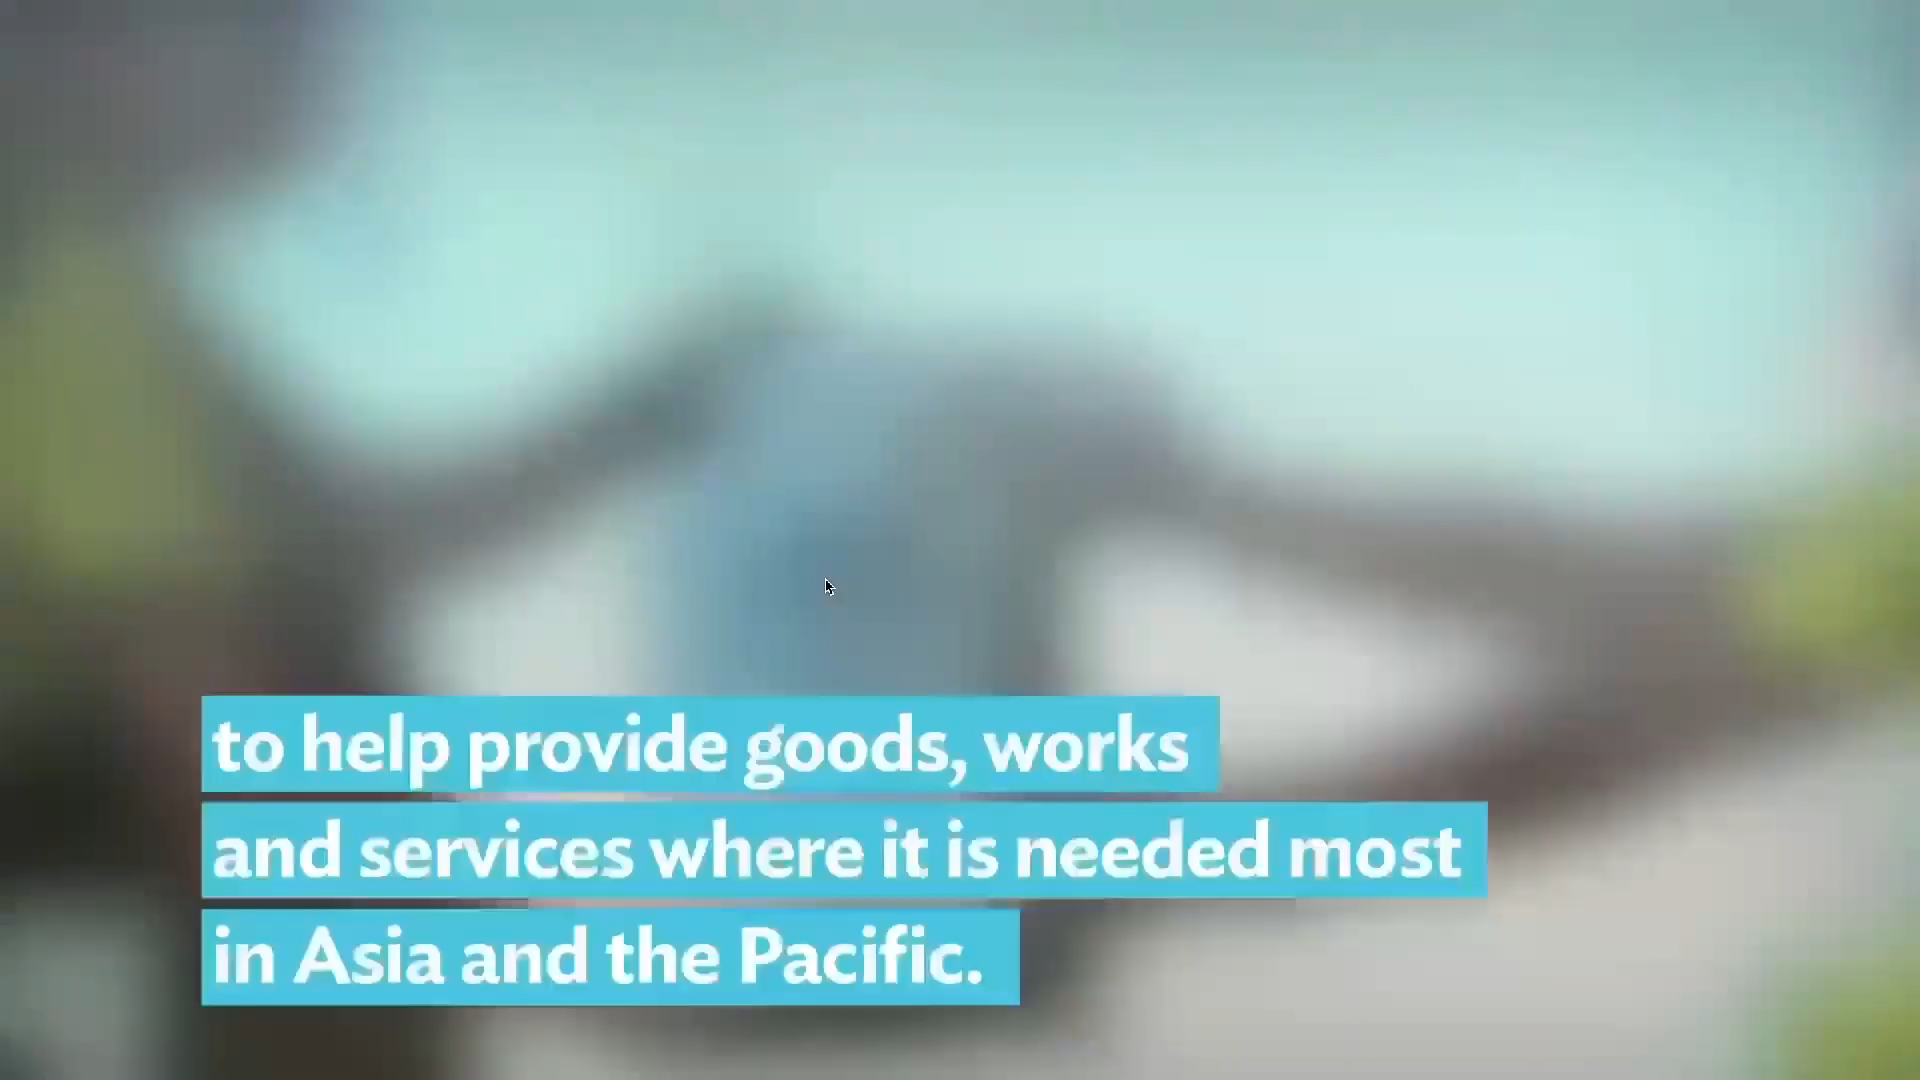 to help provide goods, works
and services where it is needed most
in Asia and the Pacific.